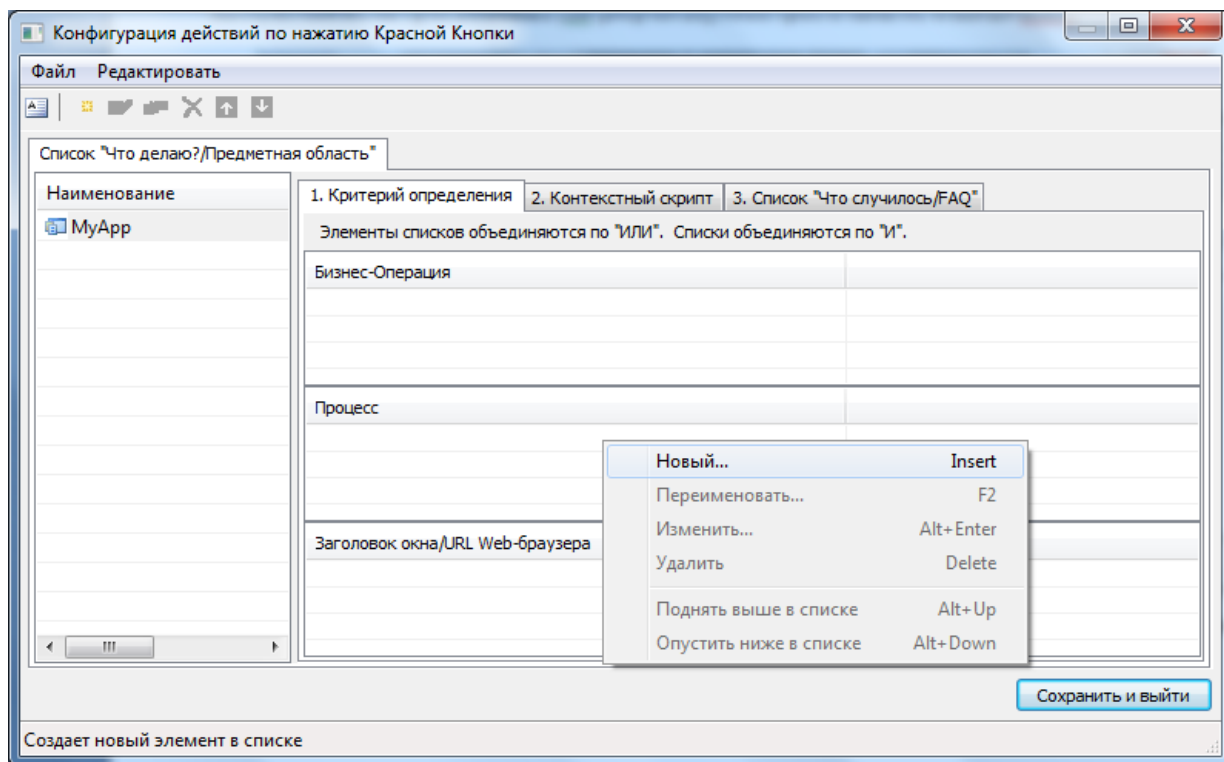 Конфигурация действий по нажатию Красной Кнопки
Файл Редактировать
Список "Что делаю?/Предметная область"
Наименование
MyApp
1. Критерий определения 2. Контекстный скрипт 3. Список "Что случилось/FAQ"
Элементы списков объединяются по "ИЛИ". Списки объединяются по "И".
Бизнес-Операция
Процесс
Заголовок окна/URL Web-браузера
Новый... Insert
Переименовать... F2
Изменить... Alt+Enter
Удалить Delete
Поднять выше в списке Alt+Up
Опустить ниже в списке Alt+Down
Сохранить и выйти
Создает новый элемент в списке